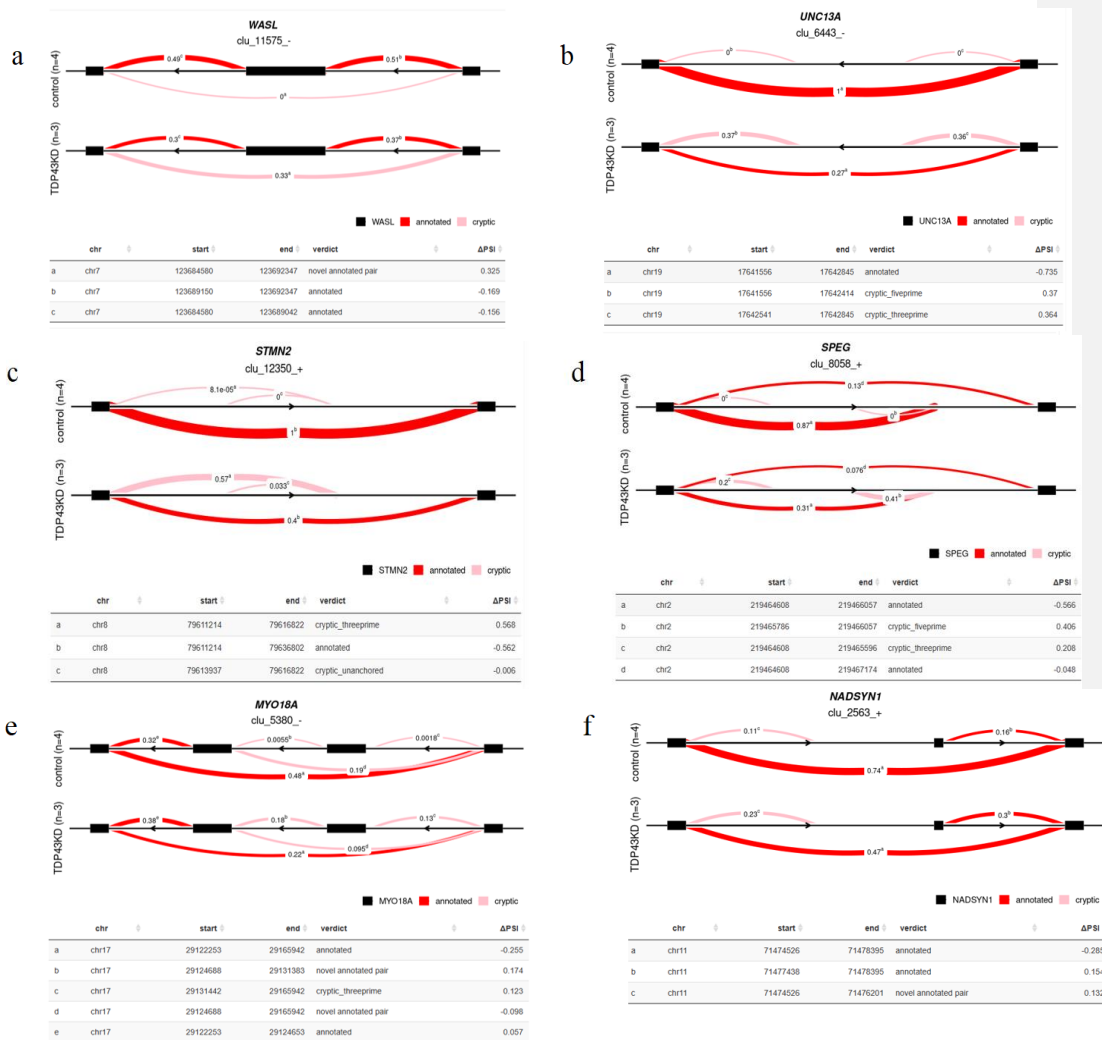 a
WASL
clu_11575_-
control (n=4)
0.49c
0.51b
0a
TDP43KD (n=3)
0.3c
0.37b
0.33a
WASL annotated cryptic
chr start end verdict ΔPSI
a chr7 123684580 123692347 novel annotated pair 0.325
b chr7 123689150 123692347 annotated -0.169
c chr7 123684580 123689042 annotated -0.156
b
UNC13A
clu_6443_-
control (n=4)
0b
0c
1a
TDP43KD (n=3)
0.37b
0.36c
0.27a
UNC13A annotated cryptic
chr start end verdict ΔPSI
a chr19 17641556 17642845 annotated -0.735
b chr19 17641556 17642414 cryptic_fiveprime 0.37
c chr19 17642541 17642845 cryptic_threeprime 0.364
c
STMN2
clu_12350_+
control (n=4)
8.1e-05a
0c
1b
TDP43KD (n=3)
0.57a
0.033c
0.4b
STMN2 annotated cryptic
chr start end verdict ΔPSI
a chr8 79611214 79616822 cryptic_threeprime 0.568
b chr8 79611214 79636802 annotated -0.562
c chr8 79613937 79616822 cryptic_unanchored -0.006
d
SPEG
clu_8058_+
control (n=4)
0.13d
0c
0b
0.87a
TDP43KD (n=3)
0.076d
0.2c
0.41b
0.31a
SPEG annotated cryptic
chr start end verdict ΔPSI
a chr2 219464608 219466057 annotated -0.566
b chr2 219465786 219466057 cryptic_fiveprime 0.406
c chr2 219464608 219465596 cryptic_threeprime 0.208
d chr2 219464608 219467174 annotated -0.048
e
MYO18A
clu_5380_-
control (n=4)
0.32e
0.0055b
0.0018c
0.19d
0.48a
TDP43KD (n=3)
0.38e
0.18b
0.13c
0.095d
0.22a
MYO18A annotated cryptic
chr start end verdict ΔPSI
a chr17 29122253 29165942 annotated -0.255
b chr17 29124688 29131383 novel annotated pair 0.174
c chr17 29131442 29165942 cryptic_threeprime 0.123
d chr17 29124688 29165942 novel annotated pair -0.098
e chr17 29122253 29124653 annotated 0.057
f
NADSYN1
clu_2563_+
control (n=4)
0.11c
0.16b
0.74a
TDP43KD (n=3)
0.23c
0.3b
0.47a
NADSYN1 annotated cryptic
chr start end verdict ΔPSI
a chr11 71474526 71478395 annotated -0.285
b chr11 71477438 71478395 annotated 0.154
c chr11 71474526 71476201 novel annotated pair 0.132